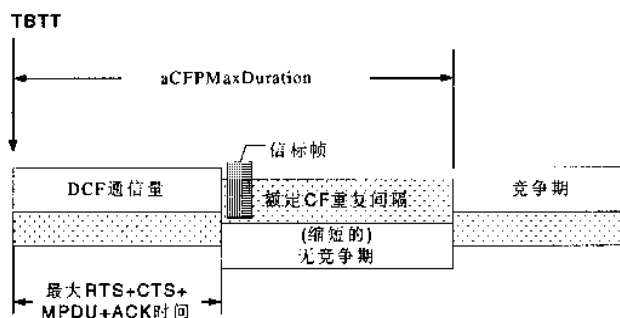 TBTT
aCFPMaxDuration
信标帧
DCF通信量
额定CF重复间隔
竞争期
(缩短的)
无竞争期
最大RTS+CTS+
MPDU+ACK时间